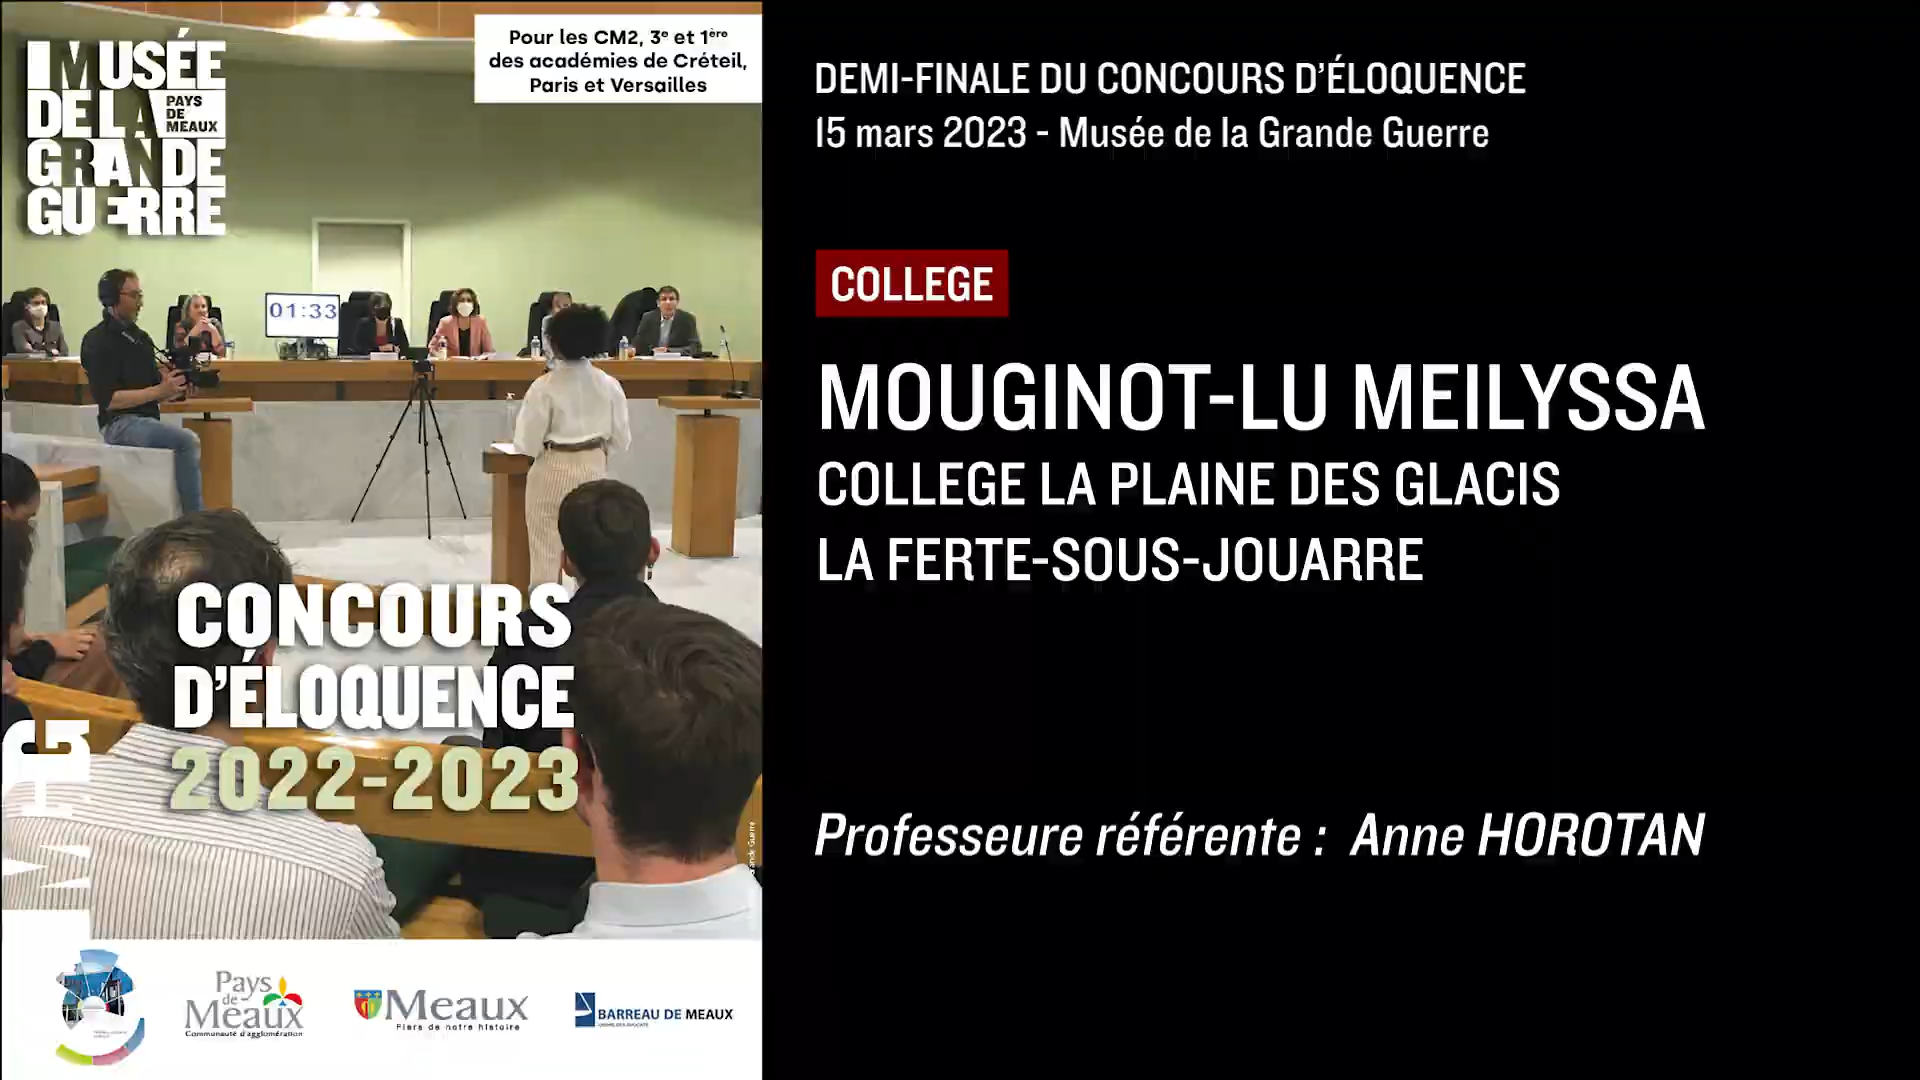 MUSÉE
DE LA
PAYS
DE
MEAUX
GRANDE
GUERRE
Pour les CM2, 3e et 1ère
des académies de Créteil,
Paris et Versailles
01:33
CONCOURS
D'ÉLOQUENCE
2022-2023
Pays
de
Meaux
Communauté d'agglomération
Meaux
Fiers de notre histoire
BARREAU DE MEAUX
DEMI-FINALE DU CONCOURS D'ÉLOQUENCE
15 mars 2023 - Musée de la Grande Guerre
COLLEGE
MOUGINOT-LU MEILYSSA
COLLEGE LA PLAINE DES GLACIS
LA FERTE-SOUS-JOUARRE
Professeure référente : Anne HOROTAN